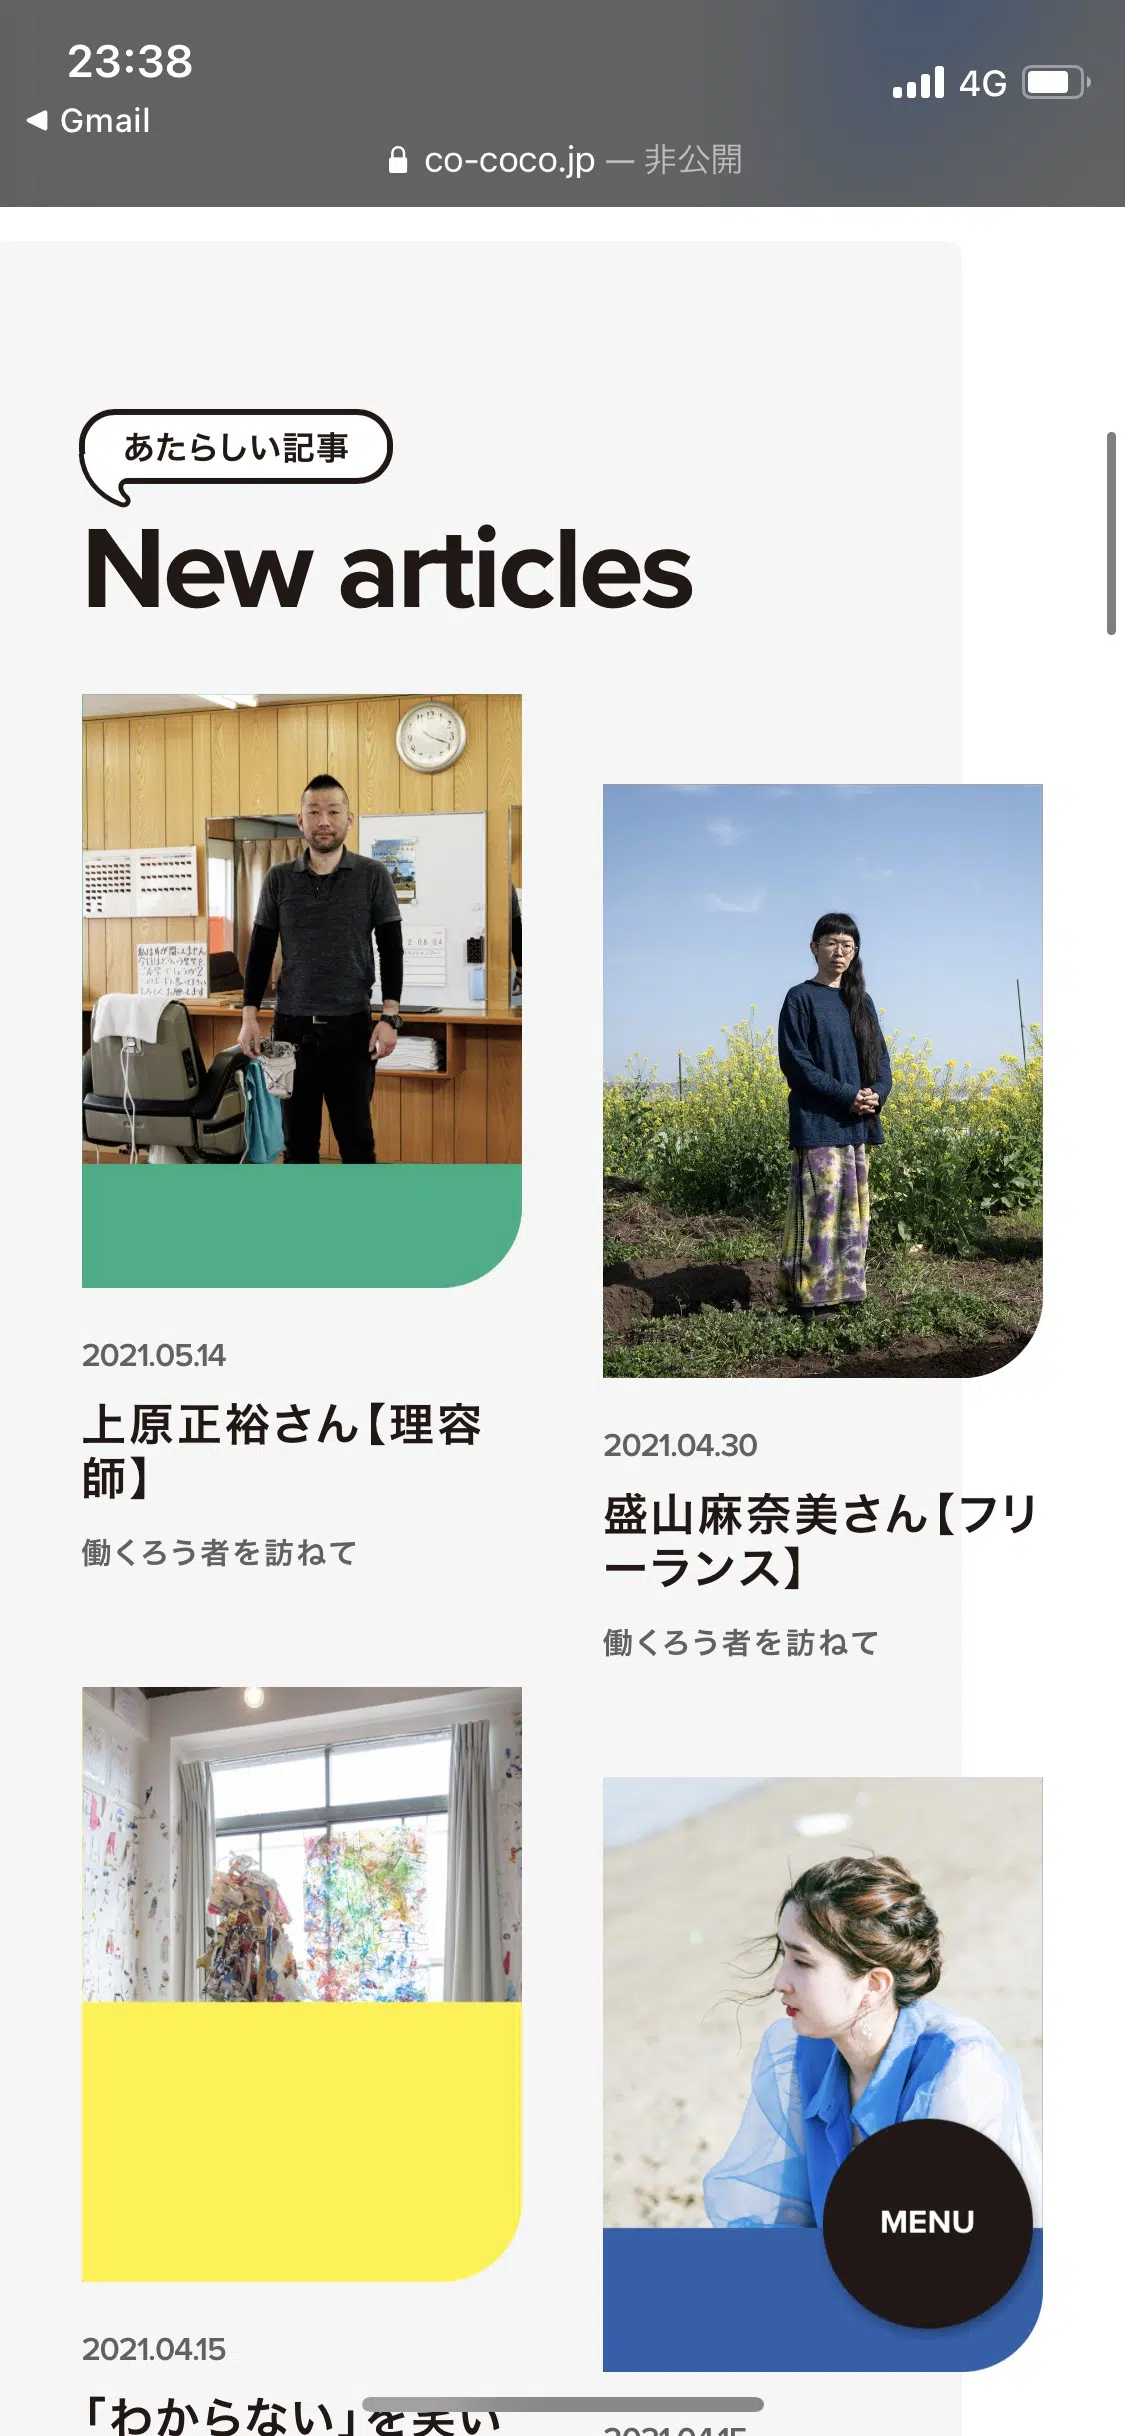 23:38
4G
◀ Gmail
co-coco.jp — 非公開
あたらしい記事
New articles
2021.05.14
上原正裕さん【理容
師】
働くろう者を訪ねて
2021.04.30
盛山麻奈美さん【フリ
ーランス】
働くろう者を訪ねて
MENU
2021.04.15
「わからない」を笑い
2021.04.15